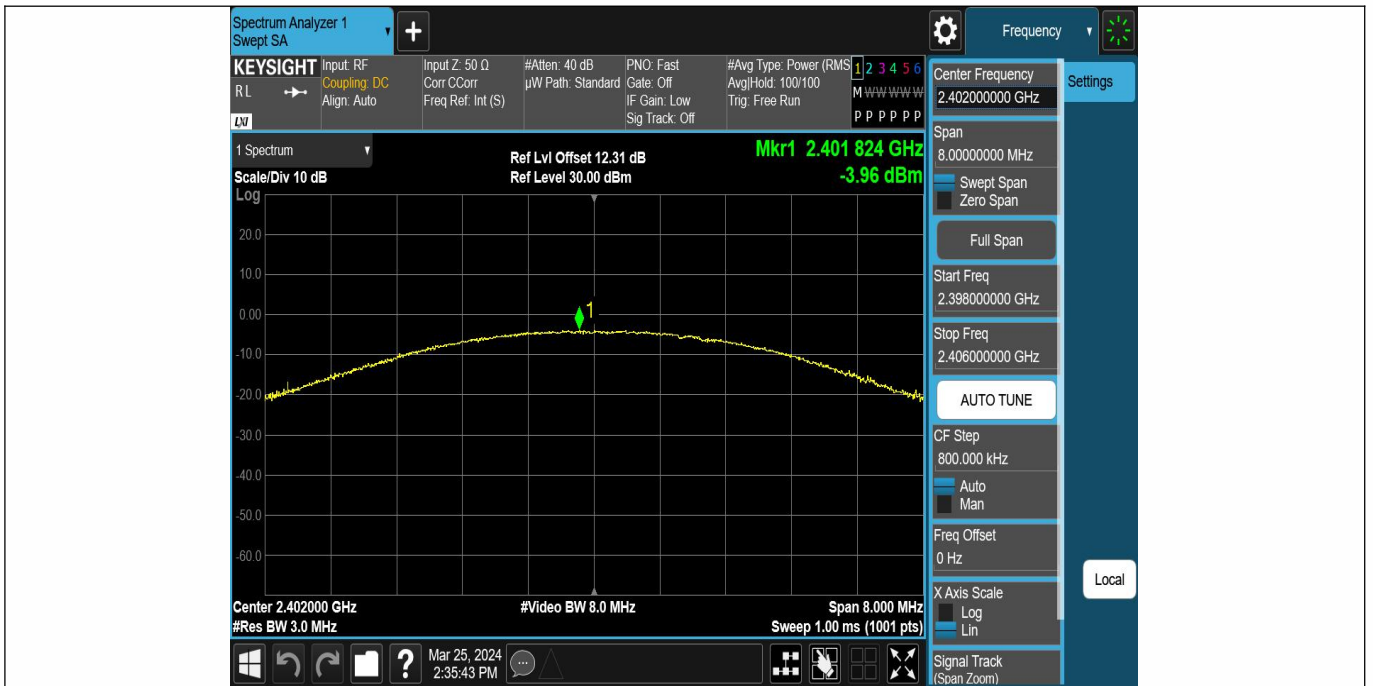 Spectrum Analyzer 1
Swept SA
+
Frequency
KEYSIGHT
RL
LXI
Input: RF
Coupling: DC
Align: Auto
Input Z: 50 Ω
Corr CCorr
Freq Ref: Int (S)
#Atten: 40 dB
µW Path: Standard
PNO: Fast
Gate: Off
IF Gain: Low
Sig Track: Off
#Avg Type: Power (RMS
Avg|Hold: 100/100
Trig: Free Run
1 2 3 4 5 6
M W W W W W
P P P P P P
1 Spectrum
Scale/Div 10 dB
Log
Ref Lvl Offset 12.31 dB
Ref Level 30.00 dBm
Mkr1 2.401 824 GHz
-3.96 dBm
20.0
10.0
0.00
1
-10.0
-20.0
-30.0
-40.0
-50.0
-60.0
Center 2.402000 GHz
#Video BW 8.0 MHz
Span 8.000 MHz
#Res BW 3.0 MHz
Sweep 1.00 ms (1001 pts)
Center Frequency
2.402000000 GHz
Settings
Span
8.00000000 MHz
Swept Span
Zero Span
Full Span
Start Freq
2.398000000 GHz
Stop Freq
2.406000000 GHz
AUTO TUNE
CF Step
800.000 kHz
Auto
Man
Freq Offset
0 Hz
Local
X Axis Scale
Log
Lin
Signal Track
(Span Zoom)
?
Mar 25, 2024
2:35:43 PM